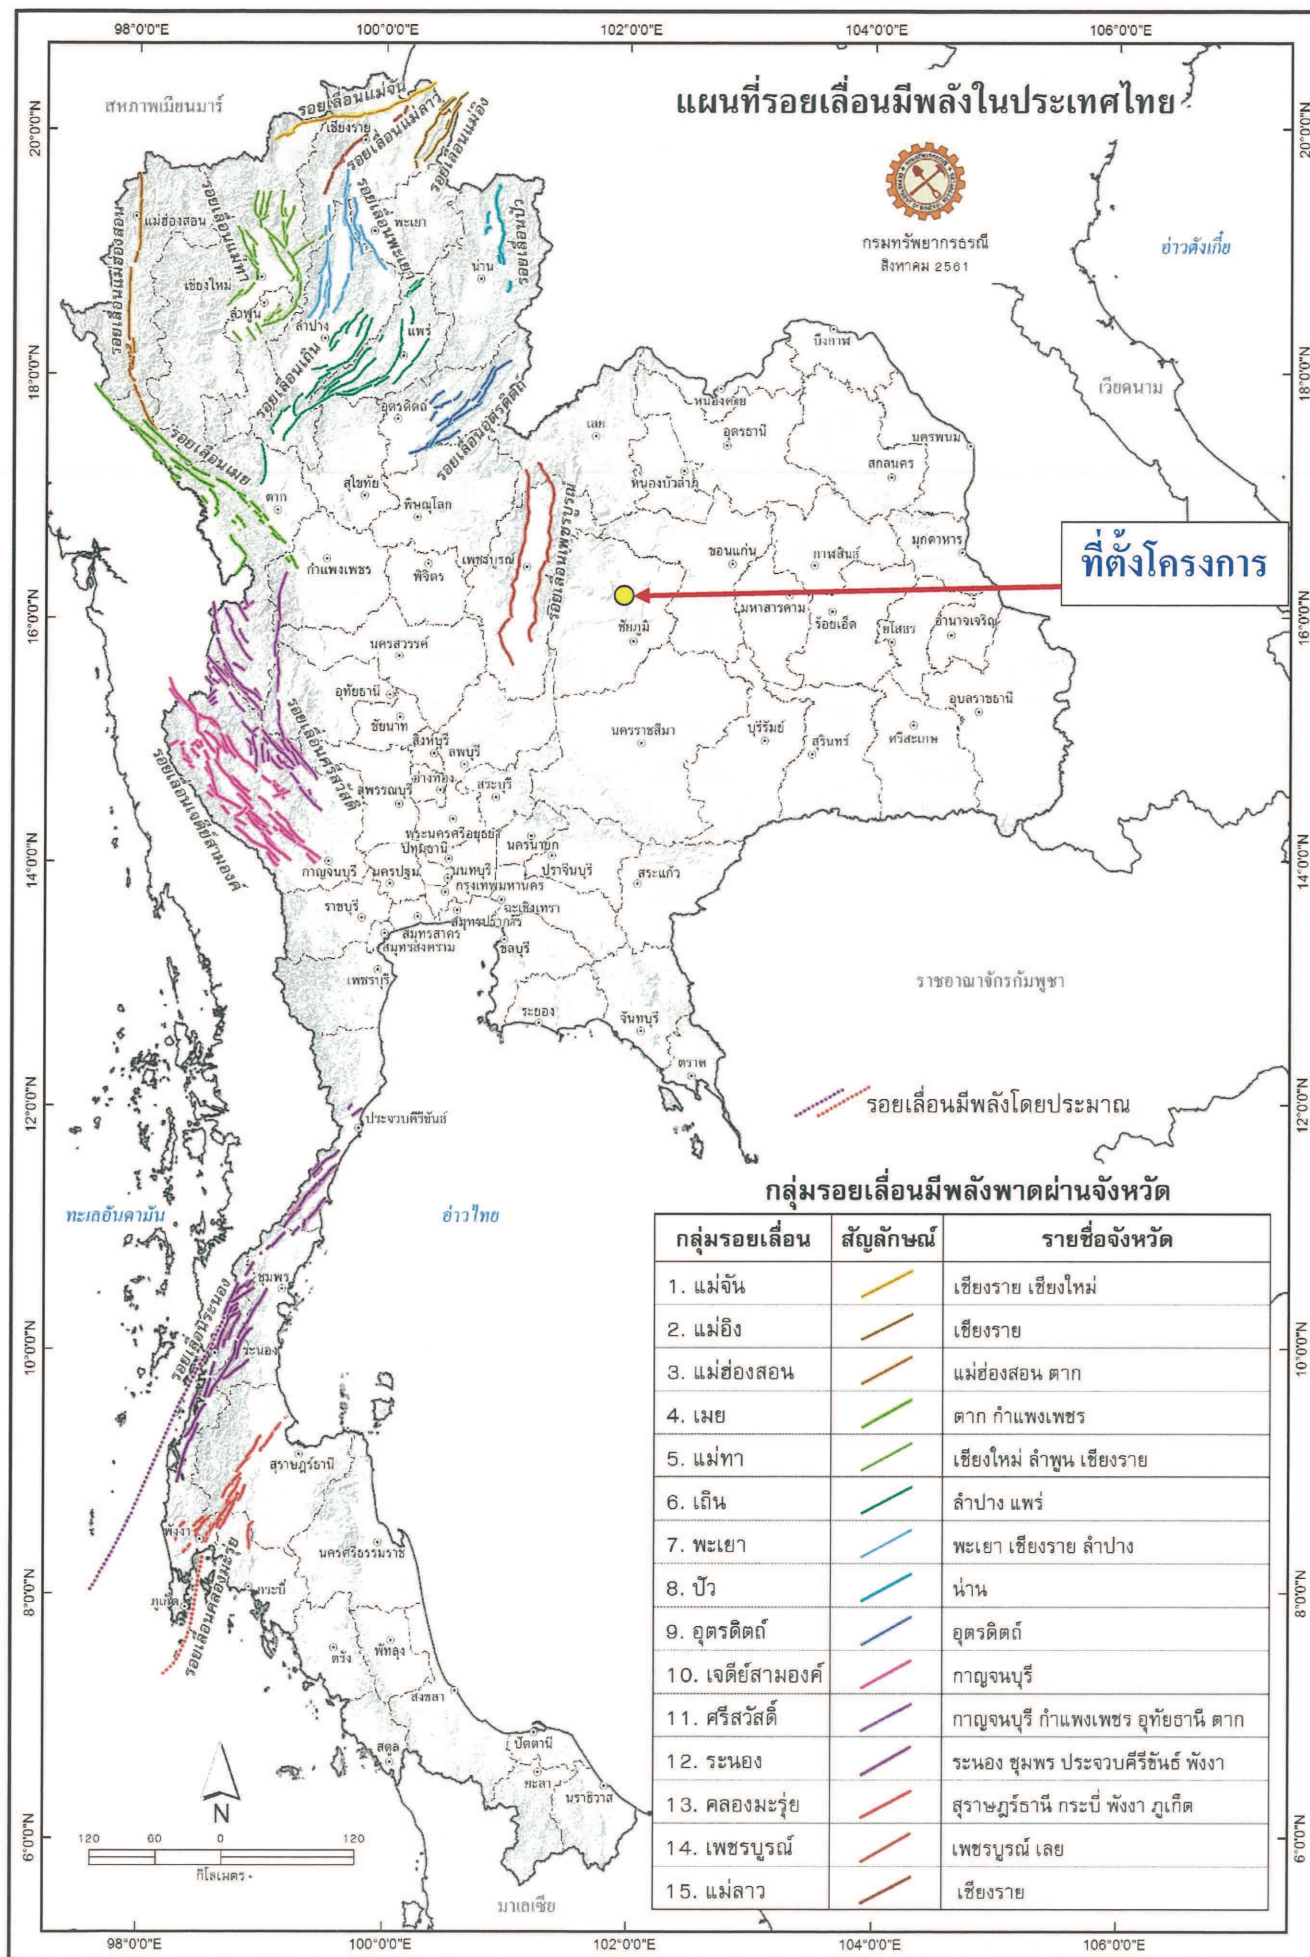 98°0'0"E 100°0'0"E 102°0'0"E 104°0'0"E 106°0'0"E
แผนที่รอยเลื่อนมีพลังในประเทศไทย
กรมทรัพยากรธรณี
สิงหาคม 2561
สหภาพเมียนมาร์
อ่าวตังเกี๋ย
เวียดนาม
ราชอาณาจักรกัมพูชา
มาเลเซีย
ทะเลอันดามัน
อ่าวไทย
20°0'0"N
18°0'0"N
16°0'0"N
14°0'0"N
12°0'0"N
10°0'0"N
8°0'0"N
6°0'0"N
20°0'0"N
18°0'0"N
16°0'0"N
14°0'0"N
12°0'0"N
10°0'0"N
8°0'0"N
6°0'0"N
รอยเลื่อนแม่จัน
รอยเลื่อนแม่ลาว
รอยเลื่อนแม่อิง
รอยเลื่อนแม่ฮ่องสอน
รอยเลื่อนแม่ทา
รอยเลื่อนพะเยา
รอยเลื่อนปัว
รอยเลื่อนเถิน
รอยเลื่อนอุตรดิตถ์
รอยเลื่อนเมย
รอยเลื่อนเพชรบูรณ์
รอยเลื่อนศรีสวัสดิ์
รอยเลื่อนเจดีย์สามองค์
รอยเลื่อนระนอง
รอยเลื่อนคลองมะรุ่ย
เชียงราย
แม่ฮ่องสอน
พะเยา
น่าน
เชียงใหม่
ลำพูน
ลำปาง
แพร่
อุตรดิตถ์
บึงกาฬ
หนองคาย
เลย
อุดรธานี
นครพนม
สกลนคร
หนองบัวลำภู
ตาก
สุโขทัย
พิษณุโลก
กำแพงเพชร
พิจิตร
เพชรบูรณ์
ขอนแก่น
กาฬสินธุ์
มุกดาหาร
ที่ตั้งโครงการ
มหาสารคาม
ร้อยเอ็ด
ยโสธร
อำนาจเจริญ
ชัยภูมิ
นครสวรรค์
อุทัยธานี
ชัยนาท
นครราชสีมา
บุรีรัมย์
สุรินทร์
ศรีสะเกษ
อุบลราชธานี
สิงห์บุรี
ลพบุรี
อ่างทอง
สุพรรณบุรี
สระบุรี
พระนครศรีอยุธยา
ปทุมธานี
นครนายก
กาญจนบุรี
นครปฐม
นนทบุรี
ปราจีนบุรี
สระแก้ว
กรุงเทพมหานคร
ราชบุรี
ฉะเชิงเทรา
สมุทรปราการ
สมุทรสาคร
สมุทรสงคราม
ชลบุรี
เพชรบุรี
ระยอง
จันทบุรี
ตราด
ประจวบคีรีขันธ์
ชุมพร
ระนอง
สุราษฎร์ธานี
พังงา
นครศรีธรรมราช
กระบี่
ภูเก็ต
ตรัง
พัทลุง
สงขลา
สตูล
ปัตตานี
ยะลา
นราธิวาส
รอยเลื่อนมีพลังโดยประมาณ
กลุ่มรอยเลื่อนมีพลังพาดผ่านจังหวัด
กลุ่มรอยเลื่อน สัญลักษณ์ รายชื่อจังหวัด
1. แม่จัน เชียงราย เชียงใหม่
2. แม่อิง เชียงราย
3. แม่ฮ่องสอน แม่ฮ่องสอน ตาก
4. เมย ตาก กำแพงเพชร
5. แม่ทา เชียงใหม่ ลำพูน เชียงราย
6. เถิน ลำปาง แพร่
7. พะเยา พะเยา เชียงราย ลำปาง
8. ปัว น่าน
9. อุตรดิตถ์ อุตรดิตถ์
10. เจดีย์สามองค์ กาญจนบุรี
11. ศรีสวัสดิ์ กาญจนบุรี กำแพงเพชร อุทัยธานี ตาก
12. ระนอง ระนอง ชุมพร ประจวบคีรีขันธ์ พังงา
13. คลองมะรุ่ย สุราษฎร์ธานี กระบี่ พังงา ภูเก็ต
14. เพชรบูรณ์ เพชรบูรณ์ เลย
15. แม่ลาว เชียงราย
N
120 60 0 120
กิโลเมตร
98°0'0"E 100°0'0"E 102°0'0"E 104°0'0"E 106°0'0"E